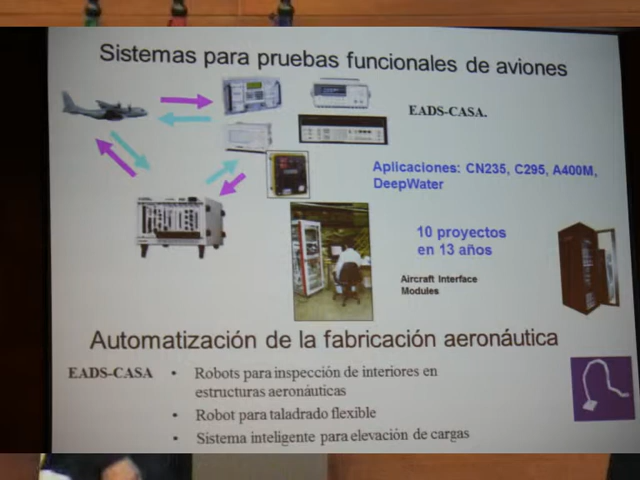 Sistemas para pruebas funcionales de aviones
EADS-CASA.
Aplicaciones: CN235, C295, A400M,
DeepWater
10 proyectos
en 13 años
Aircraft Interface
Modules
Automatización de la fabricación aeronáutica
EADS-CASA • Robots para inspección de interiores en
estructuras aeronáuticas
• Robot para taladrado flexible
• Sistema inteligente para elevación de cargas